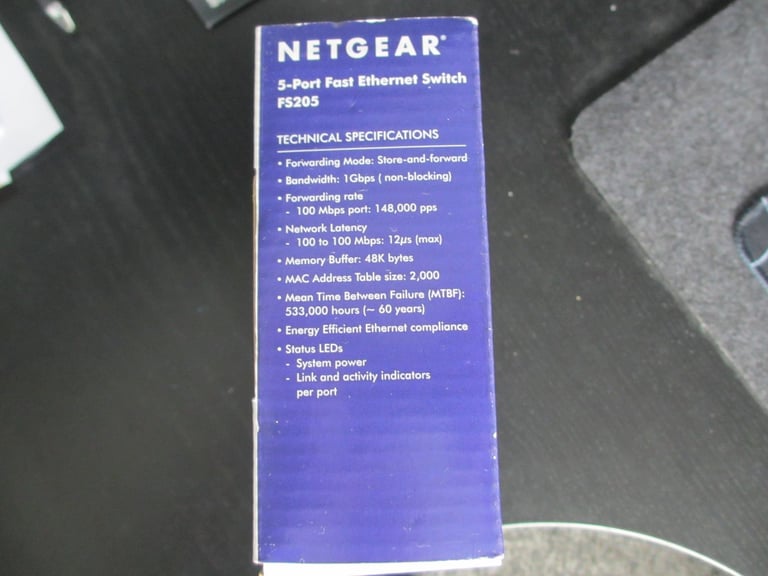 NETGEAR®
5-Port Fast Ethernet Switch
FS205
TECHNICAL SPECIFICATIONS
• Forwarding Mode: Store-and-forward
• Bandwidth: 1Gbps ( non-blocking)
• Forwarding rate
- 100 Mbps port: 148,000 pps
• Network Latency
- 100 to 100 Mbps: 12µs (max)
• Memory Buffer: 48K bytes
• MAC Address Table size: 2,000
• Mean Time Between Failure (MTBF):
533,000 hours (~ 60 years)
• Energy Efficient Ethernet compliance
• Status LEDs
- System power
- Link and activity indicators
per port